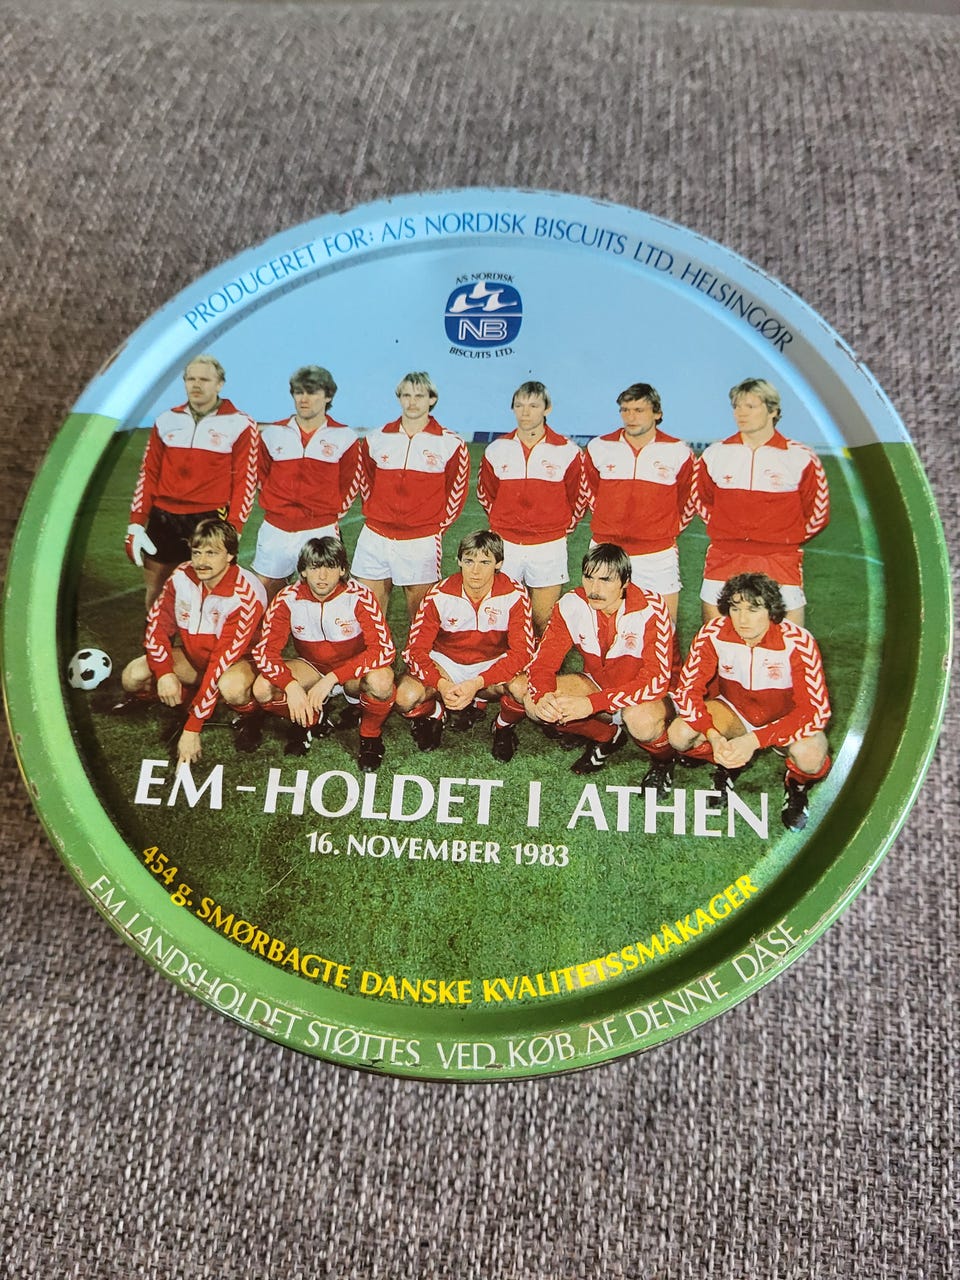 PRODUCERET FOR: A/S NORDISK BISCUITS LTD. HELSINGØR
A/S NORDISK
NB
BISCUITS LTD.
EM - HOLDET I ATHEN
16. NOVEMBER 1983
454 g. SMØRBAGTE DANSKE KVALITETSSMÅKAGER
EM LANDSHOLDET STØTTES VED KØB AF DENNE DÅSE